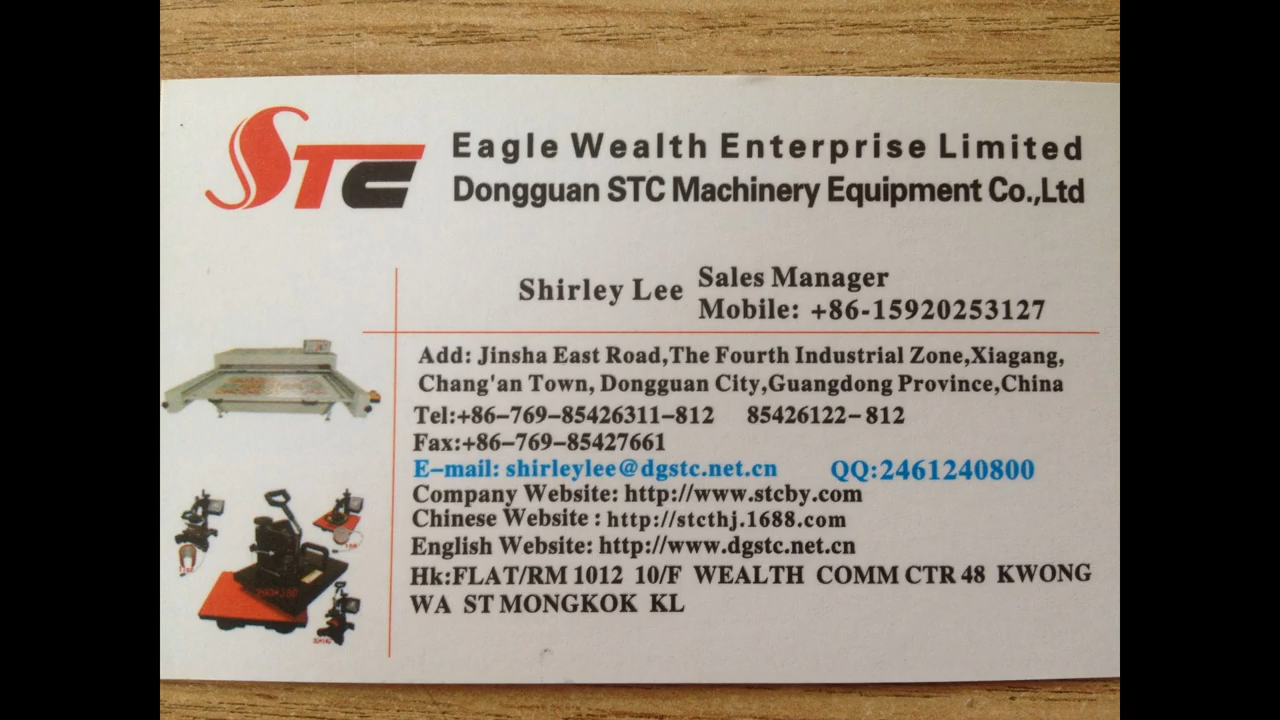 STC
Eagle Wealth Enterprise Limited
Dongguan STC Machinery Equipment Co.,Ltd
Shirley Lee
Sales Manager
Mobile: +86-15920253127
Add: Jinsha East Road,The Fourth Industrial Zone,Xiagang,
Chang'an Town, Dongguan City,Guangdong Province,China
Tel:+86-769-85426311-812 85426122-812
Fax:+86-769-85427661
E-mail: shirleylee@dgstc.net.cn QQ:2461240800
Company Website: http://www.stcby.com
Chinese Website : http://stcthj.1688.com
English Website: http://www.dgstc.net.cn
Hk:FLAT/RM 1012 10/F WEALTH COMM CTR 48 KWONG
WA ST MONGKOK KL